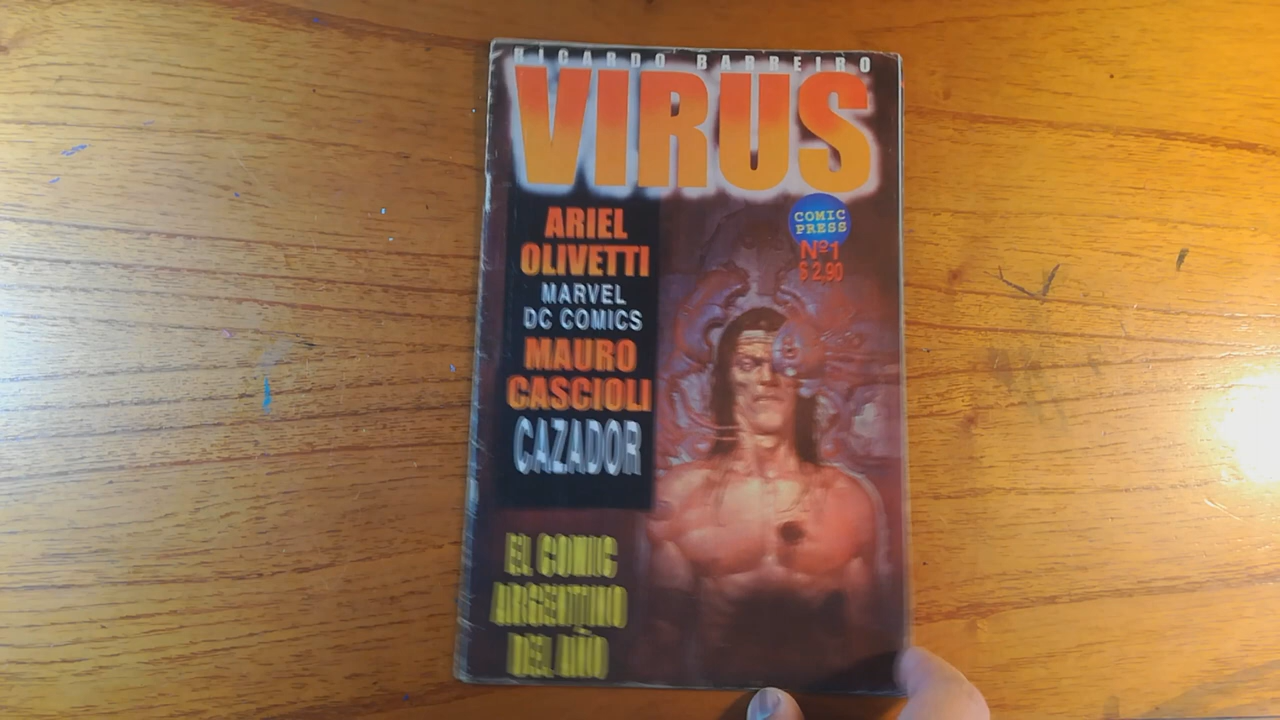 RICARDO BARREIRO
VIRUS
ARIEL
OLIVETTI
MARVEL
DC COMICS
MAURO
CASCIOLI
CAZADOR
COMIC
PRESS
Nº1
$ 2,90
EL COMIC
ARGENTINO
DEL AÑO